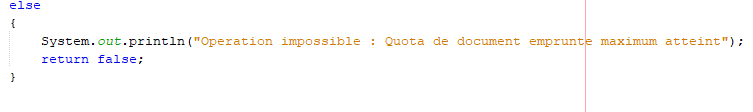 else
{
System.out.println("Operation impossible : Quota de document emprunte maximum atteint");
return false;
}